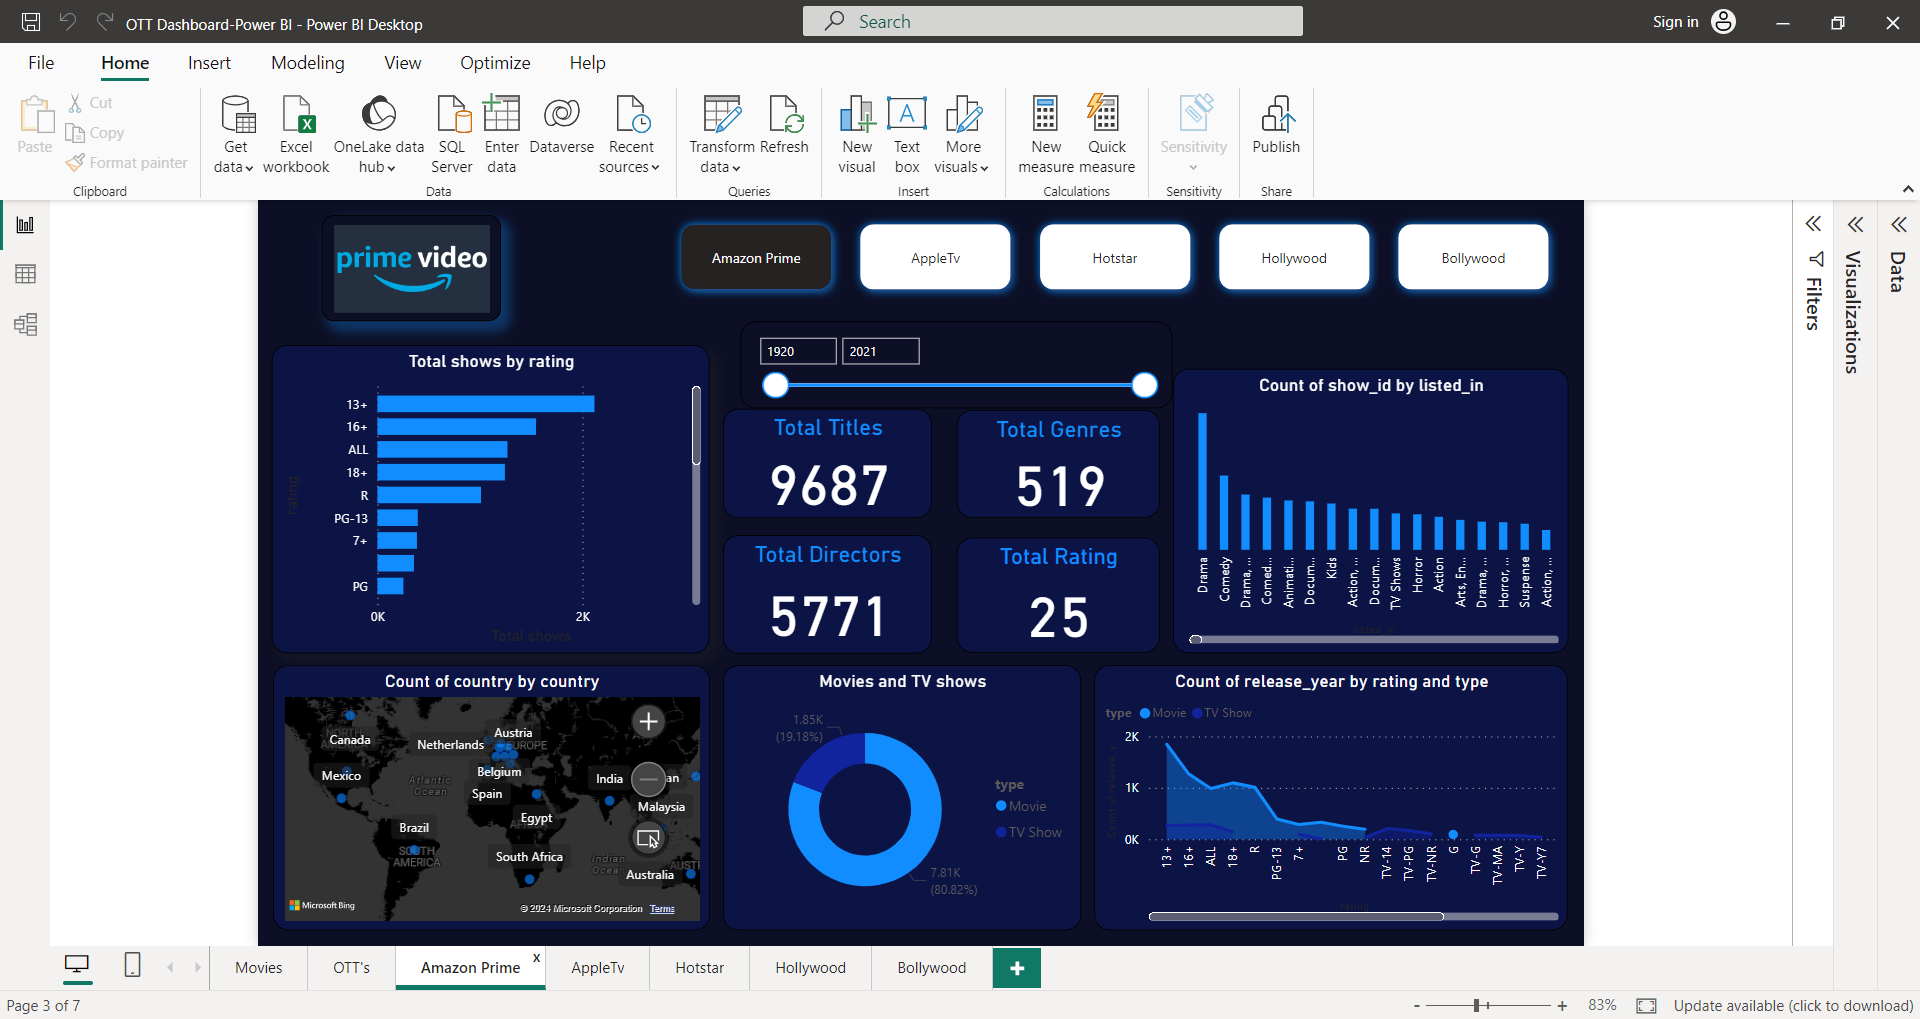 OTT Dashboard-Power BI - Power BI Desktop
Search
Sign in
File Home Insert Modeling View Optimize Help
Paste
Cut
Copy
Format painter
Clipboard
Get data
Excel workbook
OneLake data hub
SQL Server
Enter data
Dataverse
Recent sources
Data
Transform data
Refresh
Queries
New visual
Text box
More visuals
Insert
New measure
Quick measure
Calculations
Sensitivity
Sensitivity
Publish
Share
prime video
Amazon Prime
AppleTv
Hotstar
Hollywood
Bollywood
Filters
Visualizations
Data
1920
2021
Total shows by rating
rating
13+
16+
ALL
18+
R
PG-13
7+
PG
0K
2K
Total shows
Total Titles
9687
Total Genres
519
Total Directors
5771
Total Rating
25
Count of show_id by listed_in
Drama
Comedy
Drama, ...
Comed...
Animati...
Docum...
Kids
Action, ...
Docum...
TV Shows
Horror
Action
Arts, En...
Drama, ...
Horror, ...
Suspense
Action, ...
listed_in
Count of country by country
NORTH AMERICA
Canada
Netherlands
Austria
EUROPE
Mexico
Atlantic Ocean
Belgium
Spain
India
an
Malaysia
Egypt
Brazil
SOUTH AMERICA
South Africa
Indian
Australia
Microsoft Bing
© 2024 Microsoft Corporation Terms
Movies and TV shows
1.85K
(19.18%)
7.81K
(80.82%)
type
Movie
TV Show
Count of release_year by rating and type
type Movie TV Show
2K
1K
0K
13+
16+
ALL
18+
R
PG-13
7+
PG
NR
TV-14
TV-PG
TV-NR
G
TV-G
TV-MA
TV-Y
TV-Y7
rating
Movies
OTT's
Amazon Prime
x
AppleTv
Hotstar
Hollywood
Bollywood
+
Page 3 of 7
- + 83%
Update available (click to download)